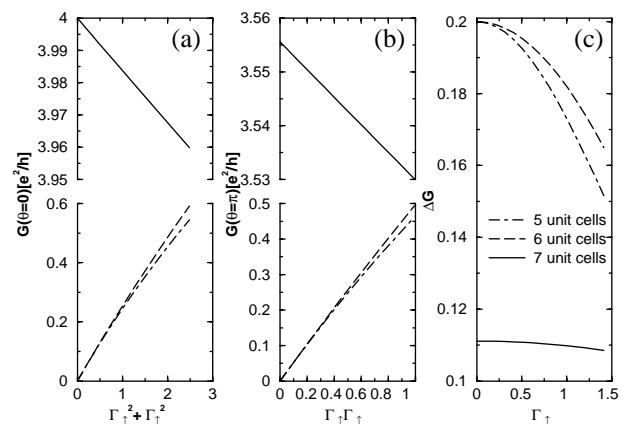 (a)
4
3.99
3.98
3.97
3.96
3.95
0.6
0.4
0.2
0
0 1 2 3
G(θ=0)[e²/h]
Γ↑²+Γ↑²
(b)
3.56
3.55
3.54
3.53
0.5
0.4
0.3
0.2
0.1
0
0 0.2 0.4 0.6 0.8 1
G(θ=π)[e²/h]
Γ↑Γ↑
(c)
0.2
0.18
0.16
0.14
0.12
0.1
0 0.5 1 1.5
ΔG
5 unit cells
6 unit cells
7 unit cells
Γ↑